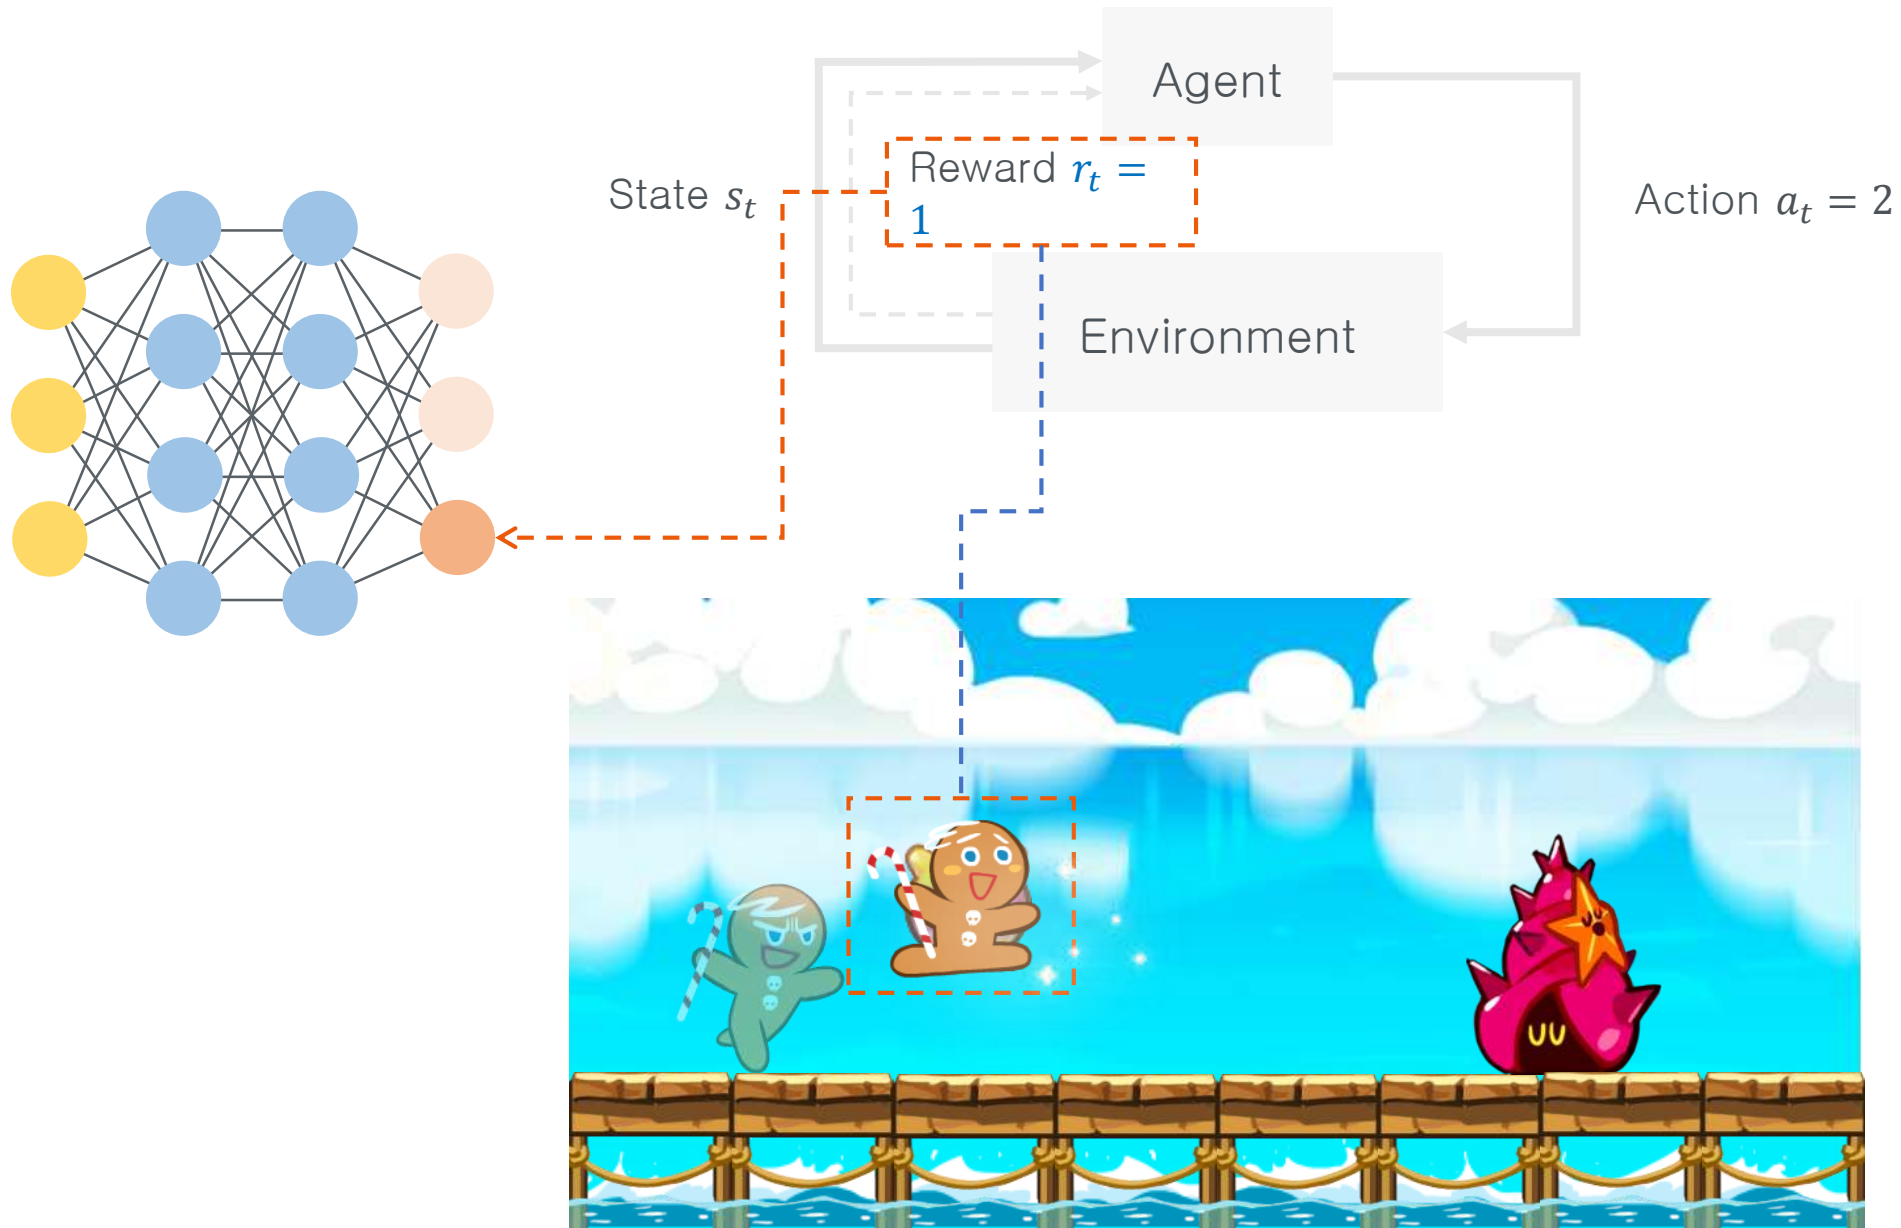 Agent
Reward r_t =
1
State s_t
Action a_t = 2
Environment